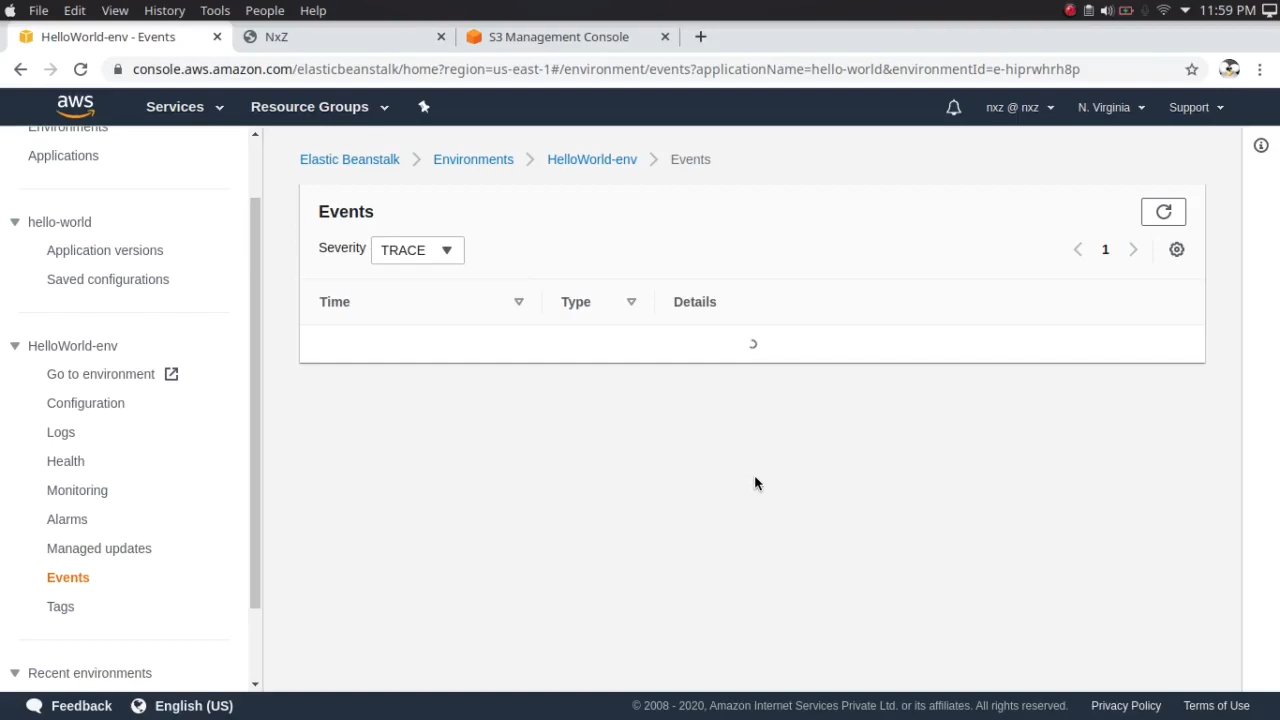 File Edit View History Tools People Help 11:59 PM
HelloWorld-env - Events NxZ S3 Management Console
console.aws.amazon.com/elasticbeanstalk/home?region=us-east-1#/environment/events?applicationName=hello-world&environmentId=e-hiprwhrh8p
aws Services Resource Groups nxz @ nxz N. Virginia Support
Environments
Applications
hello-world
Application versions
Saved configurations
HelloWorld-env
Go to environment
Configuration
Logs
Health
Monitoring
Alarms
Managed updates
Events
Tags
Recent environments
Elastic Beanstalk Environments HelloWorld-env Events
Events
Severity TRACE 1
Time Type Details
Feedback English (US) © 2008 - 2020, Amazon Internet Services Private Ltd. or its affiliates. All rights reserved. Privacy Policy Terms of Use